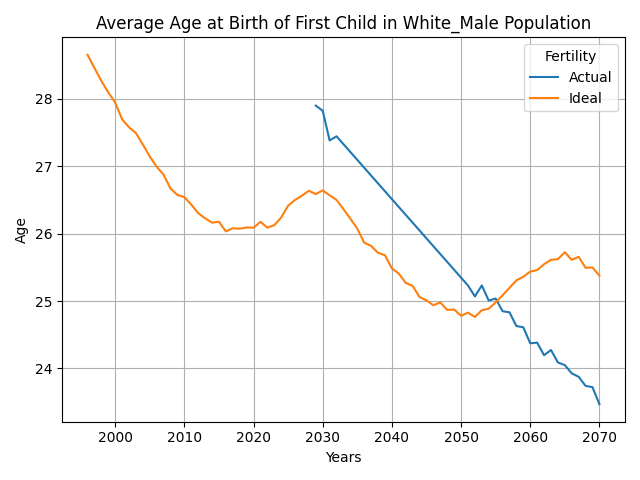 Average Age at Birth of First Child in White_Male Population
Fertility
Actual
Ideal
Age
28
27
26
25
24
2000 2010 2020 2030 2040 2050 2060 2070
Years